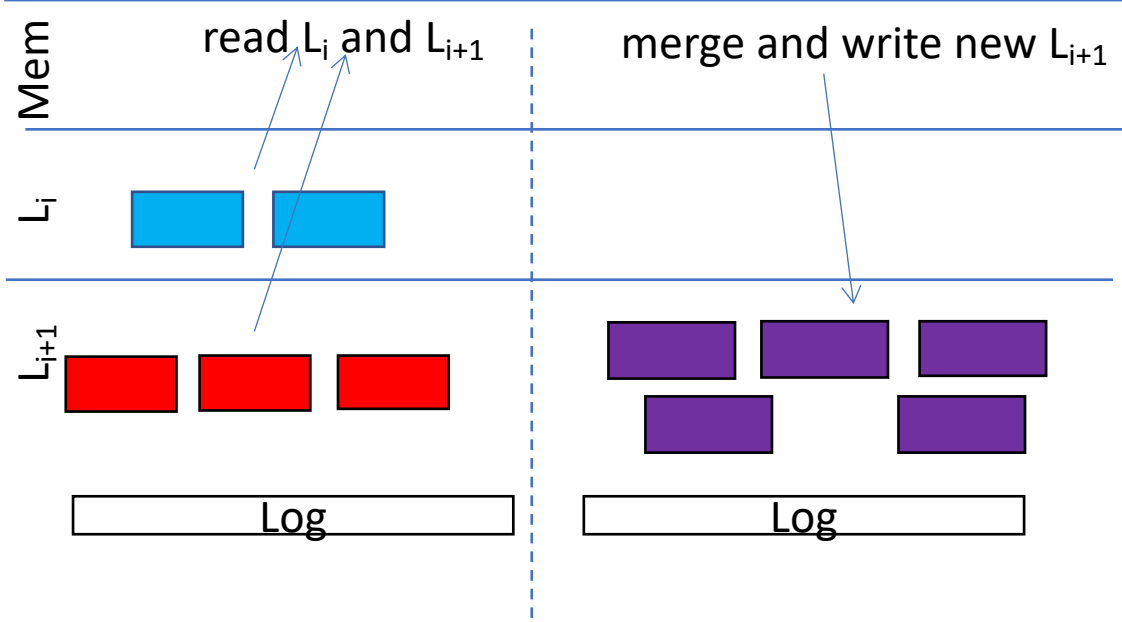 read Lᵢ and Lᵢ₊₁
merge and write new Lᵢ₊₁
Mem
Lᵢ
Lᵢ₊₁
Log
Log